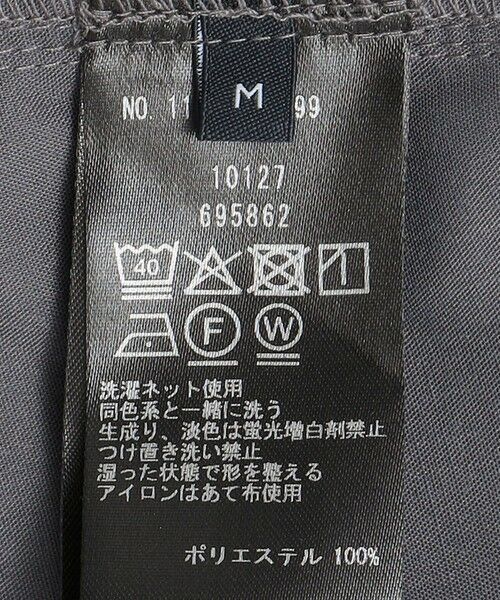 M
NO. 11 99
10127
695862
40
F W
洗濯ネット使用
同色系と一緒に洗う
生成り、淡色は蛍光増白剤禁止
つけ置き洗い禁止
湿った状態で形を整える
アイロンはあて布使用
ポリエステル 100%